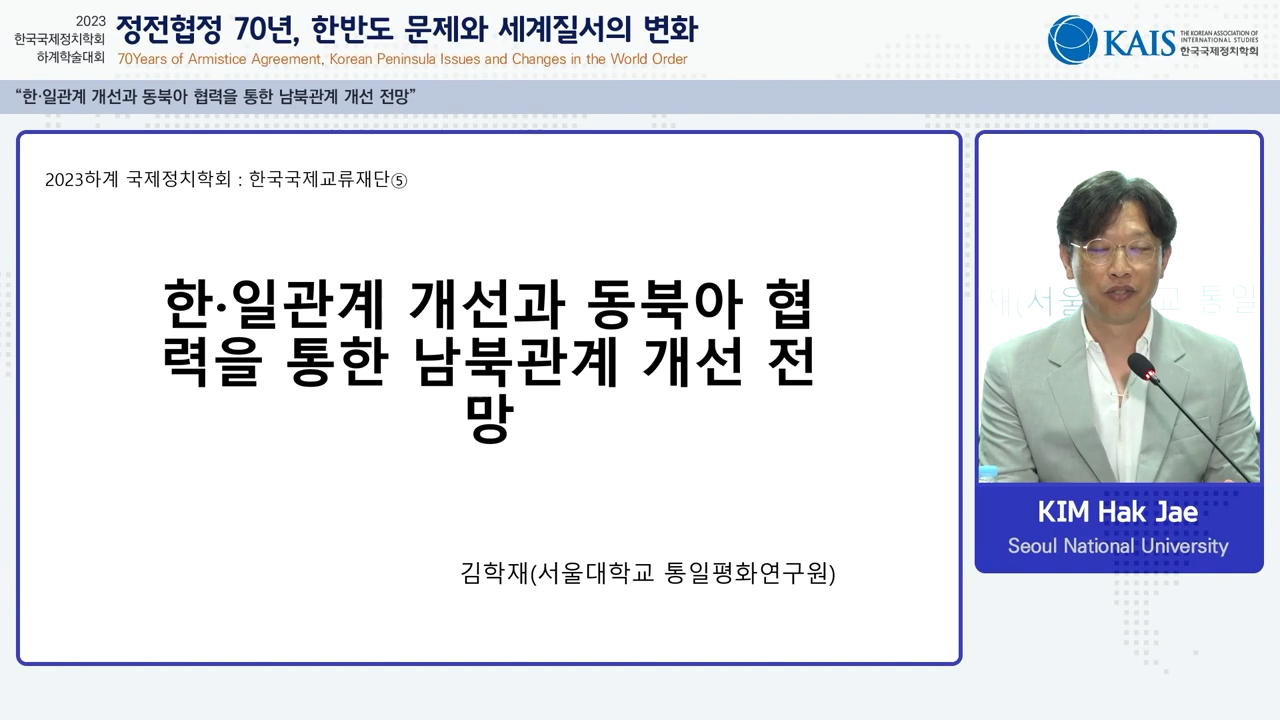 2023
한국국제정치학회
하계학술대회
정전협정 70년, 한반도 문제와 세계질서의 변화
70Years of Armistice Agreement, Korean Peninsula Issues and Changes in the World Order
KAIS
THE KOREAN ASSOCIATION OF
INTERNATIONAL STUDIES
한국국제정치학회
“한·일관계 개선과 동북아 협력을 통한 남북관계 개선 전망”
2023하계 국제정치학회 : 한국국제교류재단⑤
한·일관계 개선과 동북아 협
력을 통한 남북관계 개선 전
망
김학재(서울대학교 통일평화연구원)
재(서울 교 통일
KIM Hak Jae
Seoul National University